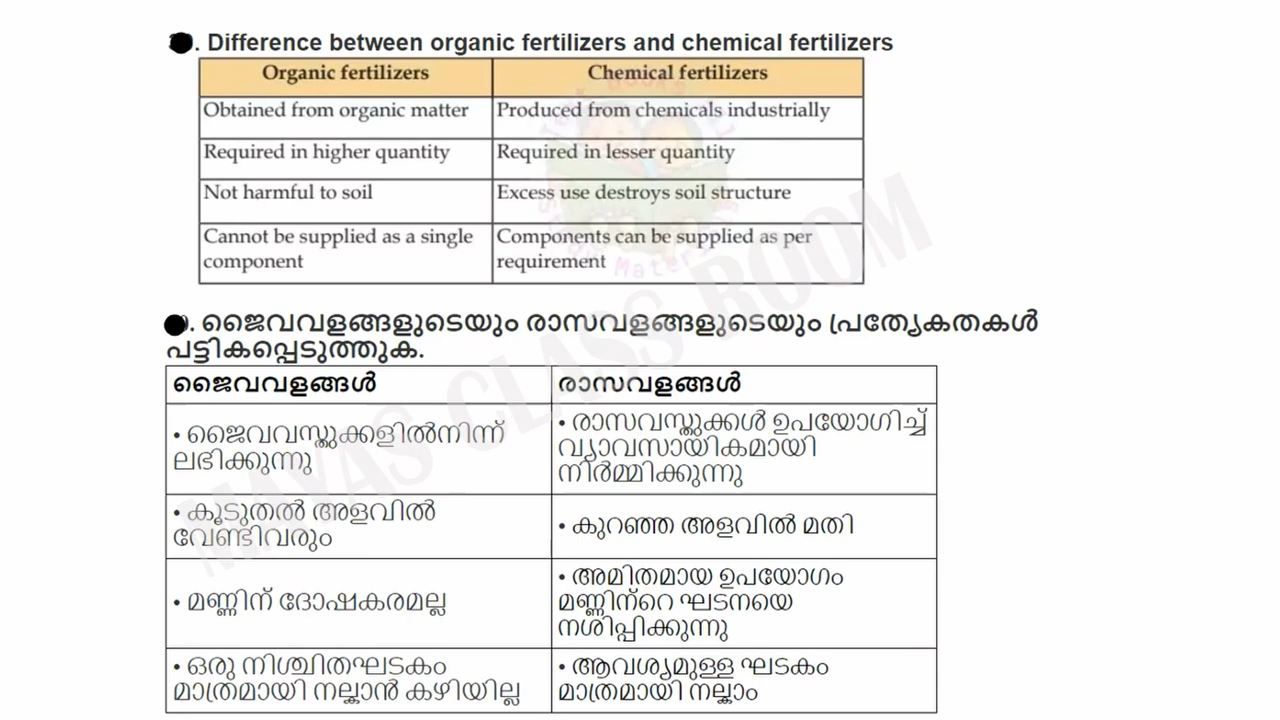 . Difference between organic fertilizers and chemical fertilizers
Organic fertilizers
Chemical fertilizers
Obtained from organic matter
Produced from chemicals industrially
Required in higher quantity
Required in lesser quantity
Not harmful to soil
Excess use destroys soil structure
Cannot be supplied as a single
component
Components can be supplied as per
requirement
. ജൈവവളങ്ങളുടെയും രാസവളങ്ങളുടെയും പ്രത്യേകതകൾ
പട്ടികപ്പെടുത്തുക.
ജൈവവളങ്ങൾ
രാസവളങ്ങൾ
• ജൈവവസ്തുക്കളിൽനിന്ന്
ലഭിക്കുന്നു
• രാസവസ്തുക്കൾ ഉപയോഗിച്ച്
വ്യാവസായികമായി
നിർമ്മിക്കുന്നു
• കൂടുതൽ അളവിൽ
വേണ്ടിവരും
• കുറഞ്ഞ അളവിൽ മതി
• മണ്ണിന് ദോഷകരമല്ല
• അമിതമായ ഉപയോഗം
മണ്ണിന്റെ ഘടനയെ
നശിപ്പിക്കുന്നു
• ഒരു നിശ്ചിതഘടകം
മാത്രമായി നല്കാൻ കഴിയില്ല
• ആവശ്യമുള്ള ഘടകം
മാത്രമായി നല്കാം
MAYAS CLASS ROOM